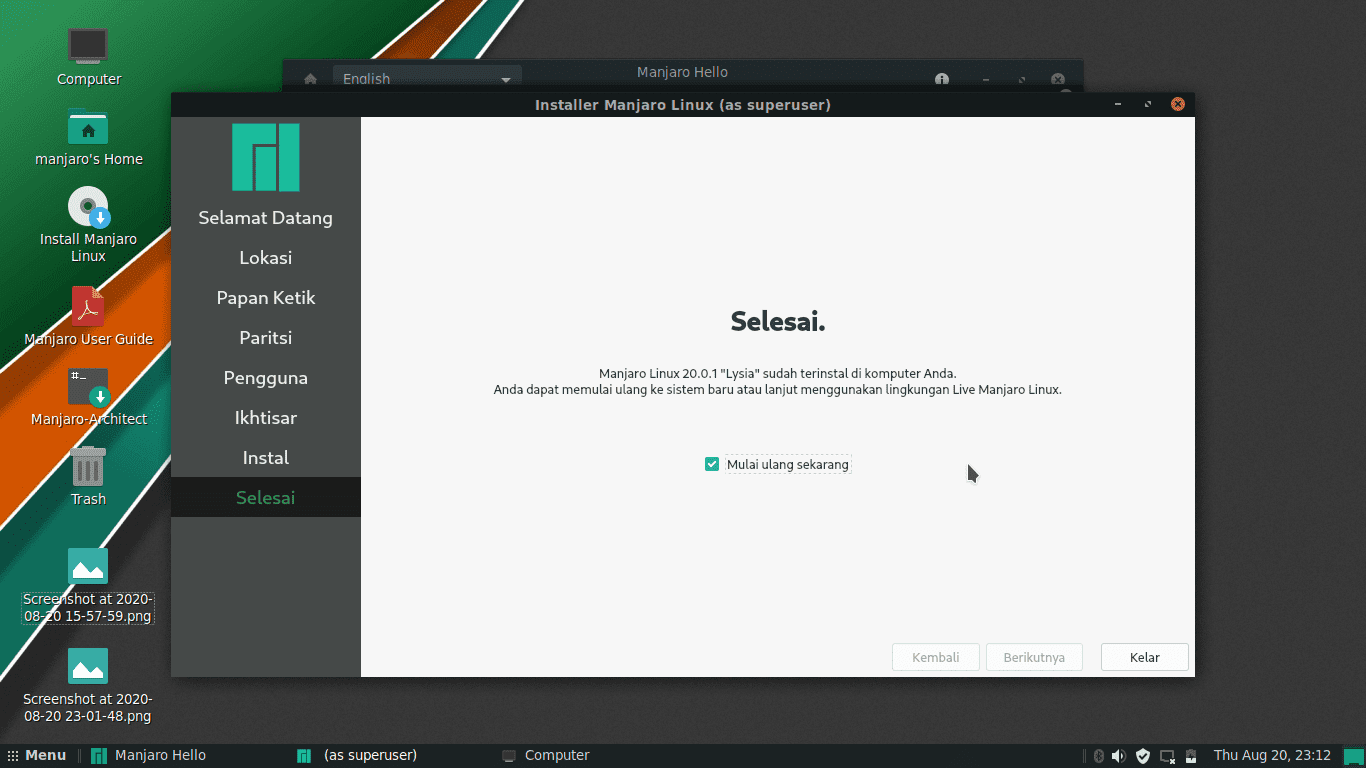 Computer
manjaro's Home
Install Manjaro
Linux
Manjaro User Guide
#_
Manjaro-Architect
Trash
Screenshot at 2020-
08-20 15-57-59.png
Screenshot at 2020-
08-20 23-01-48.png
English
Manjaro Hello
Installer Manjaro Linux (as superuser)
Selamat Datang
Lokasi
Papan Ketik
Paritsi
Pengguna
Ikhtisar
Instal
Selesai
Selesai.
Manjaro Linux 20.0.1 "Lysia" sudah terinstal di komputer Anda.
Anda dapat memulai ulang ke sistem baru atau lanjut menggunakan lingkungan Live Manjaro Linux.
Mulai ulang sekarang
Kembali
Berikutnya
Kelar
Menu
Manjaro Hello
(as superuser)
Computer
Thu Aug 20, 23:12